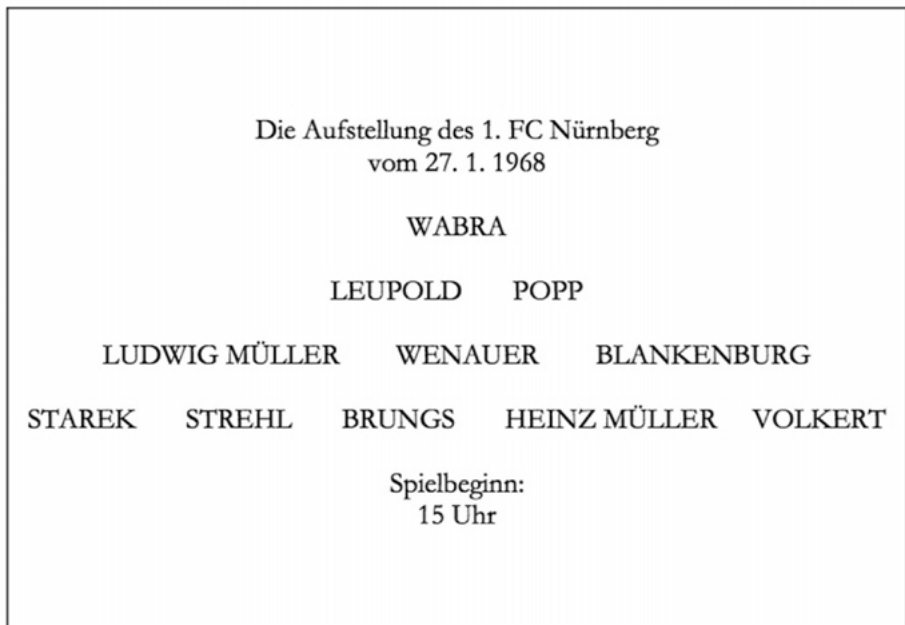 Die Aufstellung des 1. FC Nürnberg
vom 27. 1. 1968
WABRA
LEUPOLD POPP
LUDWIG MÜLLER WENAUER BLANKENBURG
STAREK STREHL BRUNGS HEINZ MÜLLER VOLKERT
Spielbeginn:
15 Uhr